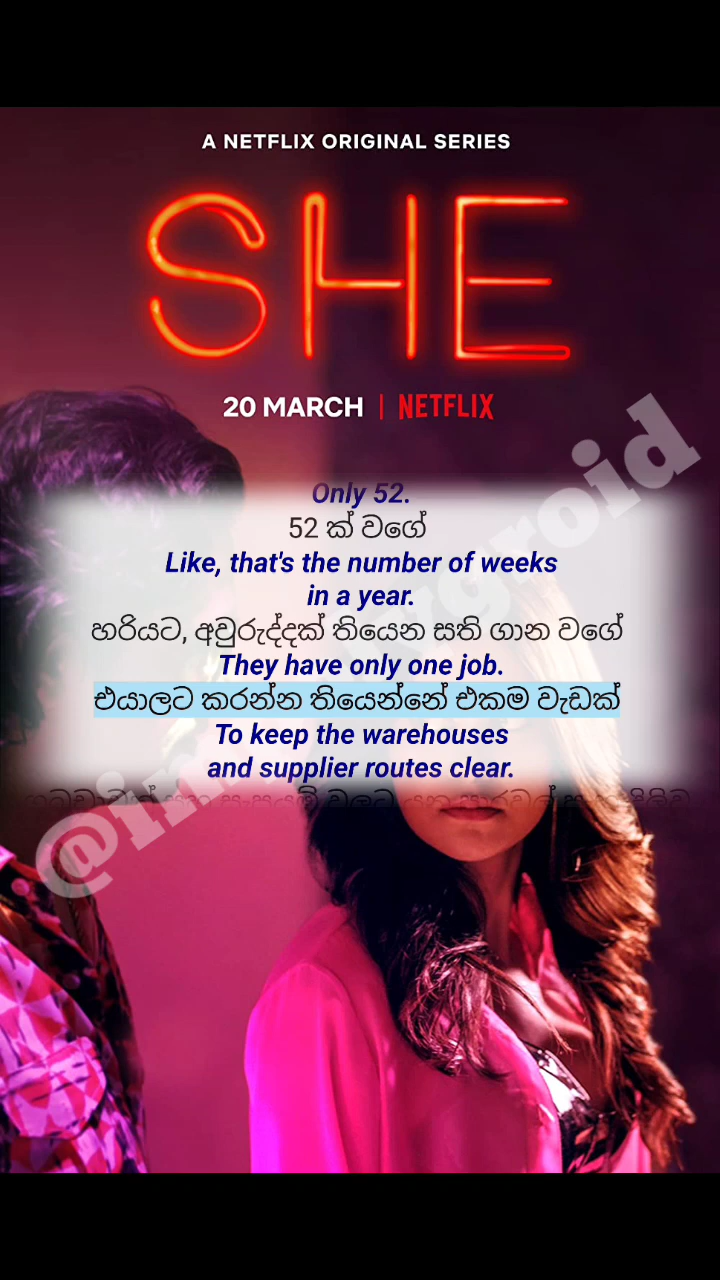 A NETFLIX ORIGINAL SERIES
SHE
20 MARCH | NETFLIX
Only 52.
52 ක් වගේ
Like, that's the number of weeks
in a year.
හරියට, අවුරුද්දක් තියෙන සති ගාන වගේ
They have only one job.
එයාලට කරන්න තියෙන්නේ එකම වැඩක්
To keep the warehouses
and supplier routes clear.